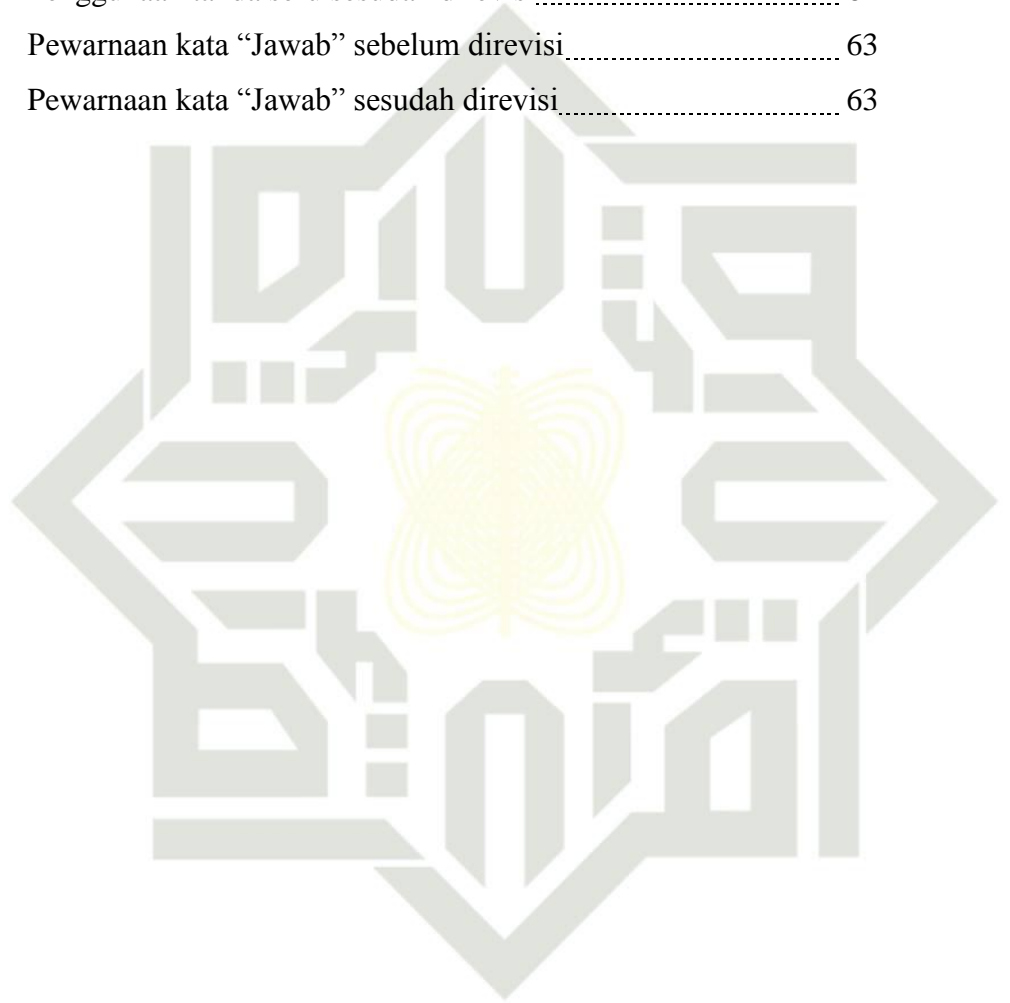 Pewarnaan kata “Jawab” sebelum direvisi 63
Pewarnaan kata “Jawab” sesudah direvisi 63